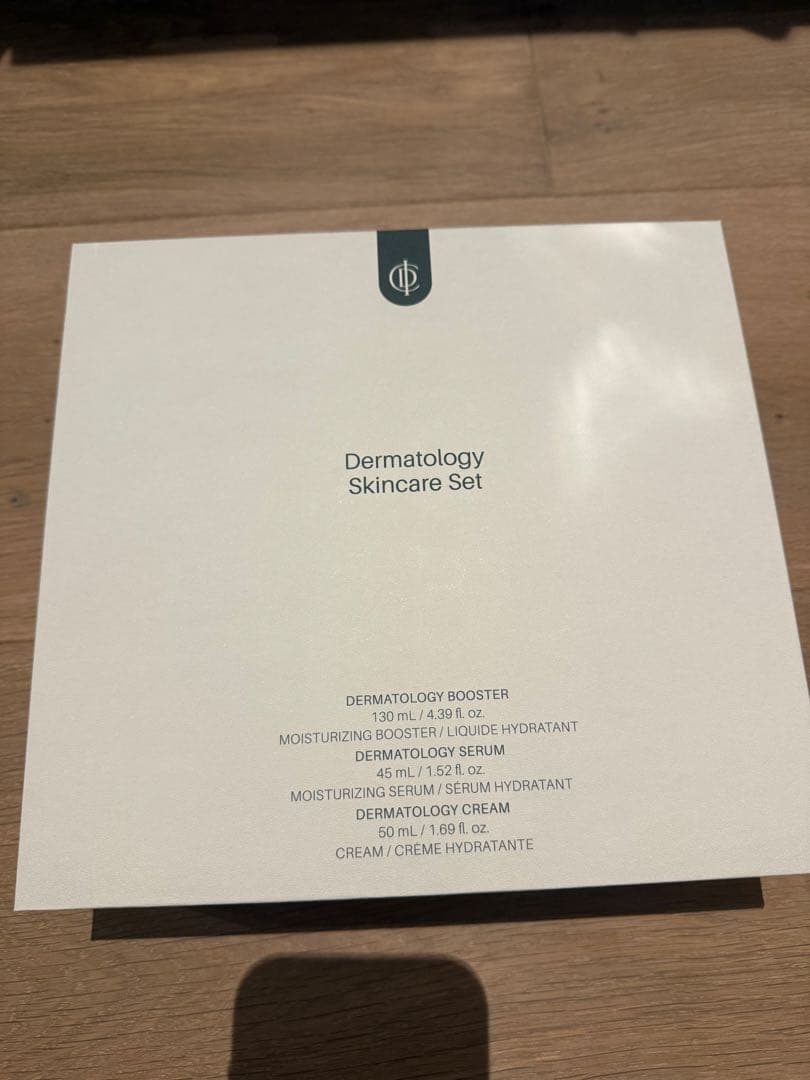 Dermatology
Skincare Set
DERMATOLOGY BOOSTER
130 mL / 4.39 fl. oz.
MOISTURIZING BOOSTER / LIQUIDE HYDRATANT
DERMATOLOGY SERUM
45 mL / 1.52 fl. oz.
MOISTURIZING SERUM / SÉRUM HYDRATANT
DERMATOLOGY CREAM
50 mL / 1.69 fl. oz.
CREAM / CRÈME HYDRATANTE